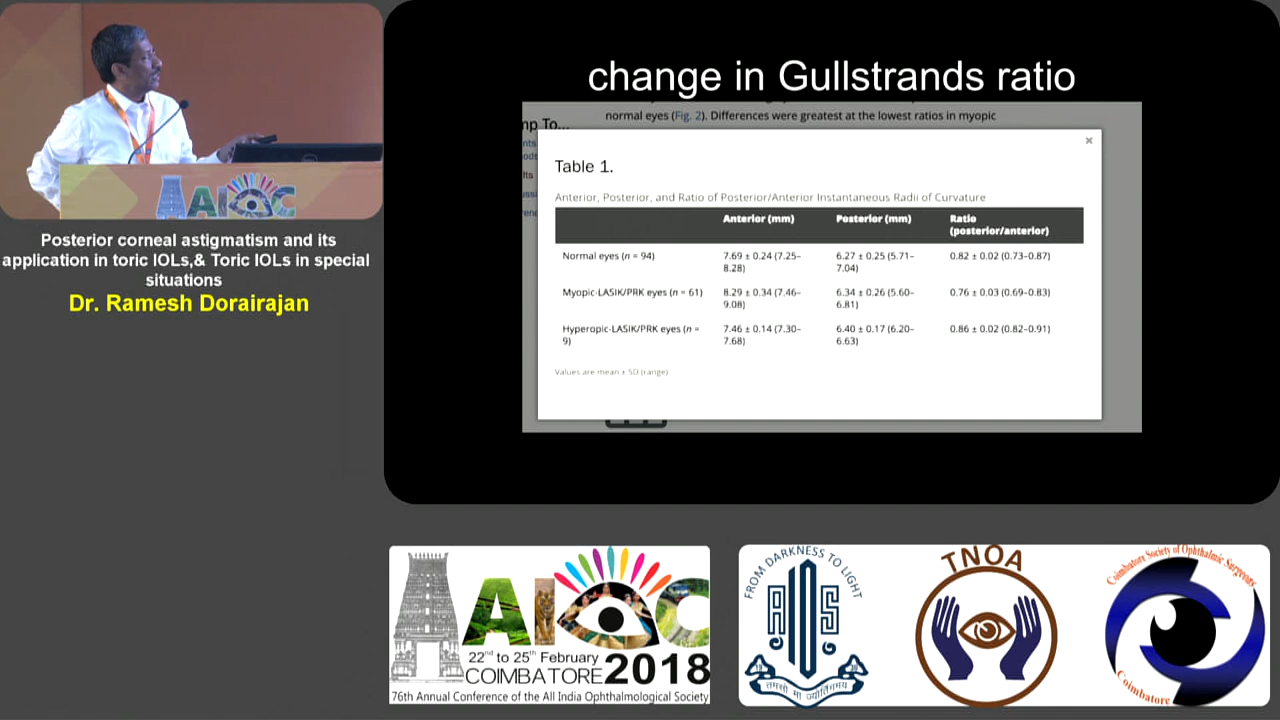 change in Gullstrands ratio
normal eyes (Fig. 2). Differences were greatest at the lowest ratios in myopic
Table 1.
Anterior, Posterior, and Ratio of Posterior/Anterior Instantaneous Radii of Curvature
Anterior (mm) Posterior (mm) Ratio
(posterior/anterior)
Normal eyes (n = 94) 7.69 ± 0.24 (7.25–
8.28) 6.27 ± 0.25 (5.71–
7.04) 0.82 ± 0.02 (0.73–0.87)
Myopic-LASIK/PRK eyes (n = 61) 8.29 ± 0.34 (7.46–
9.08) 6.34 ± 0.26 (5.60–
6.81) 0.76 ± 0.03 (0.69–0.83)
Hyperopic-LASIK/PRK eyes (n =
9) 7.46 ± 0.14 (7.30–
7.68) 6.40 ± 0.17 (6.20–
6.63) 0.86 ± 0.02 (0.82–0.91)
Values are mean ± SD (range)
AIOC
Posterior corneal astigmatism and its
application in toric IOLs,& Toric IOLs in special
situations
Dr. Ramesh Dorairajan
AIOC
22nd to 25th February
COIMBATORE 2018
76th Annual Conference of the All India Ophthalmological Society
FROM DARKNESS TO LIGHT
AIOS
तमसो मा ज्योतिर्गमय
TNOA
Coimbatore Society of Ophthalmic Surgeons
Coimbatore